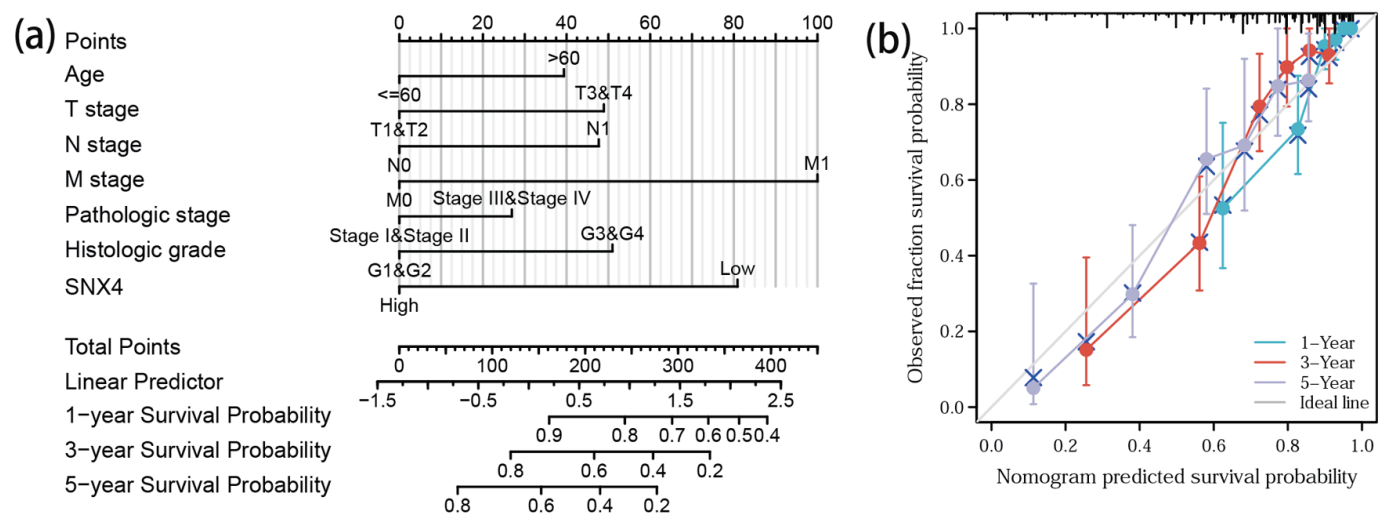 (a)
0 20 40 60 80 100
Points
>60
Age
<=60 T3&T4
T stage
T1&T2 N1
N stage
N0 M1
M stage
M0 Stage III&Stage IV
Pathologic stage
Stage I&Stage II G3&G4
Histologic grade
G1&G2 Low
SNX4
High
Total Points
0 100 200 300 400
Linear Predictor
−1.5 −0.5 0.5 1.5 2.5
1−year Survival Probability
0.9 0.8 0.7 0.6 0.5 0.4
3−year Survival Probability
0.8 0.6 0.4 0.2
5−year Survival Probability
0.8 0.6 0.4 0.2
(b)
Observed fraction survival probability
1.0
0.8
0.6
0.4
0.2
0.0
1−Year
3−Year
5−Year
Ideal line
0.0 0.2 0.4 0.6 0.8 1.0
Nomogram predicted survival probability